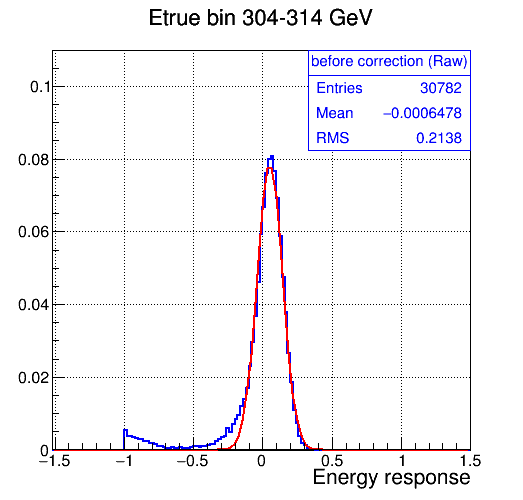 Etrue bin 304-314 GeV
before correction (Raw)
Entries 30782
Mean −0.0006478
RMS 0.2138
0.1
0.08
0.06
0.04
0.02
0
−1.5 −1 −0.5 0 0.5 1 1.5
Energy response